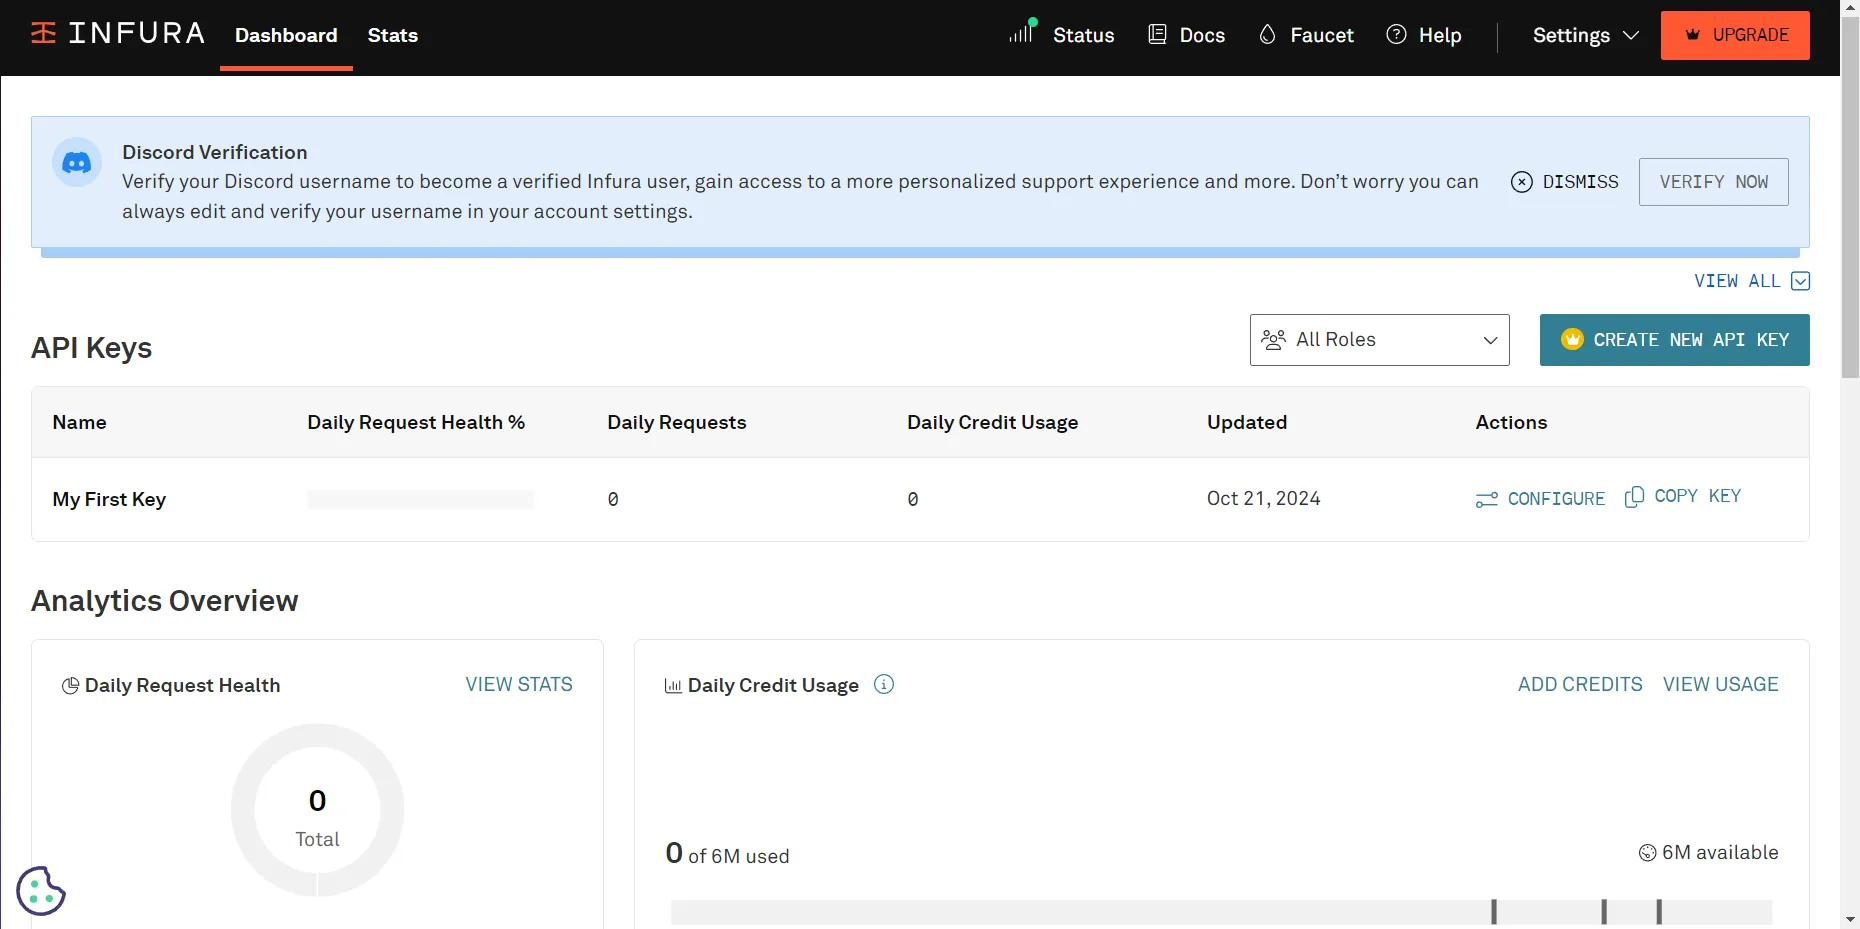 INFURA Dashboard Stats Status Docs Faucet Help Settings UPGRADE
Discord Verification
Verify your Discord username to become a verified Infura user, gain access to a more personalized support experience and more. Don’t worry you can
always edit and verify your username in your account settings.
DISMISS VERIFY NOW
VIEW ALL
API Keys All Roles CREATE NEW API KEY
Name Daily Request Health % Daily Requests Daily Credit Usage Updated Actions
My First Key 0 0 Oct 21, 2024 CONFIGURE COPY KEY
Analytics Overview
Daily Request Health VIEW STATS
0
Total
Daily Credit Usage ADD CREDITS VIEW USAGE
0 of 6M used 6M available